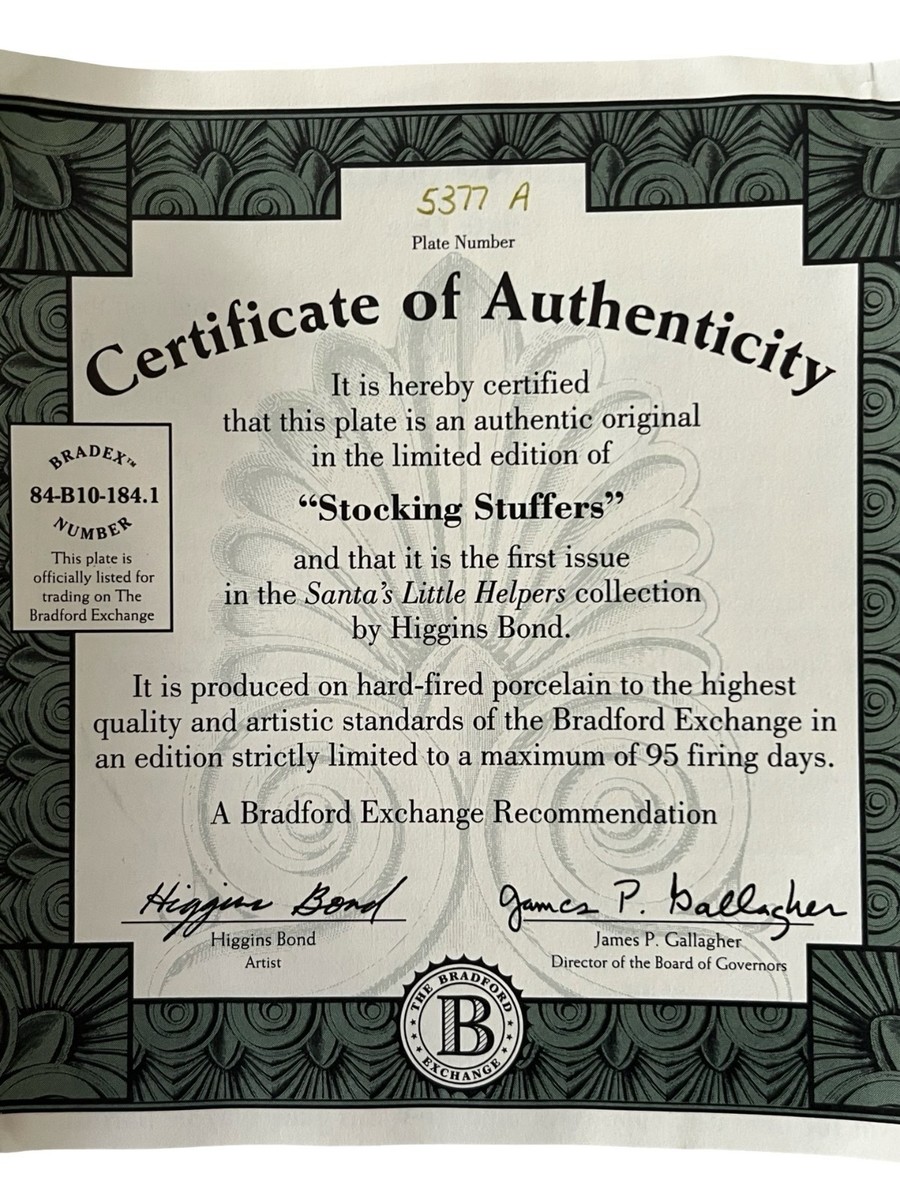 5377 A
Plate Number
Certificate of Authenticity
It is hereby certified
that this plate is an authentic original
in the limited edition of
“Stocking Stuffers”
and that it is the first issue
in the Santa’s Little Helpers collection
by Higgins Bond.
BRADEX™
84-B10-184.1
NUMBER
This plate is
officially listed for
trading on The
Bradford Exchange
It is produced on hard-fired porcelain to the highest
quality and artistic standards of the Bradford Exchange in
an edition strictly limited to a maximum of 95 firing days.
A Bradford Exchange Recommendation
Higgins Bond
Higgins Bond
Artist
James P. Gallagher
James P. Gallagher
Director of the Board of Governors
THE BRADFORD
B
EXCHANGE